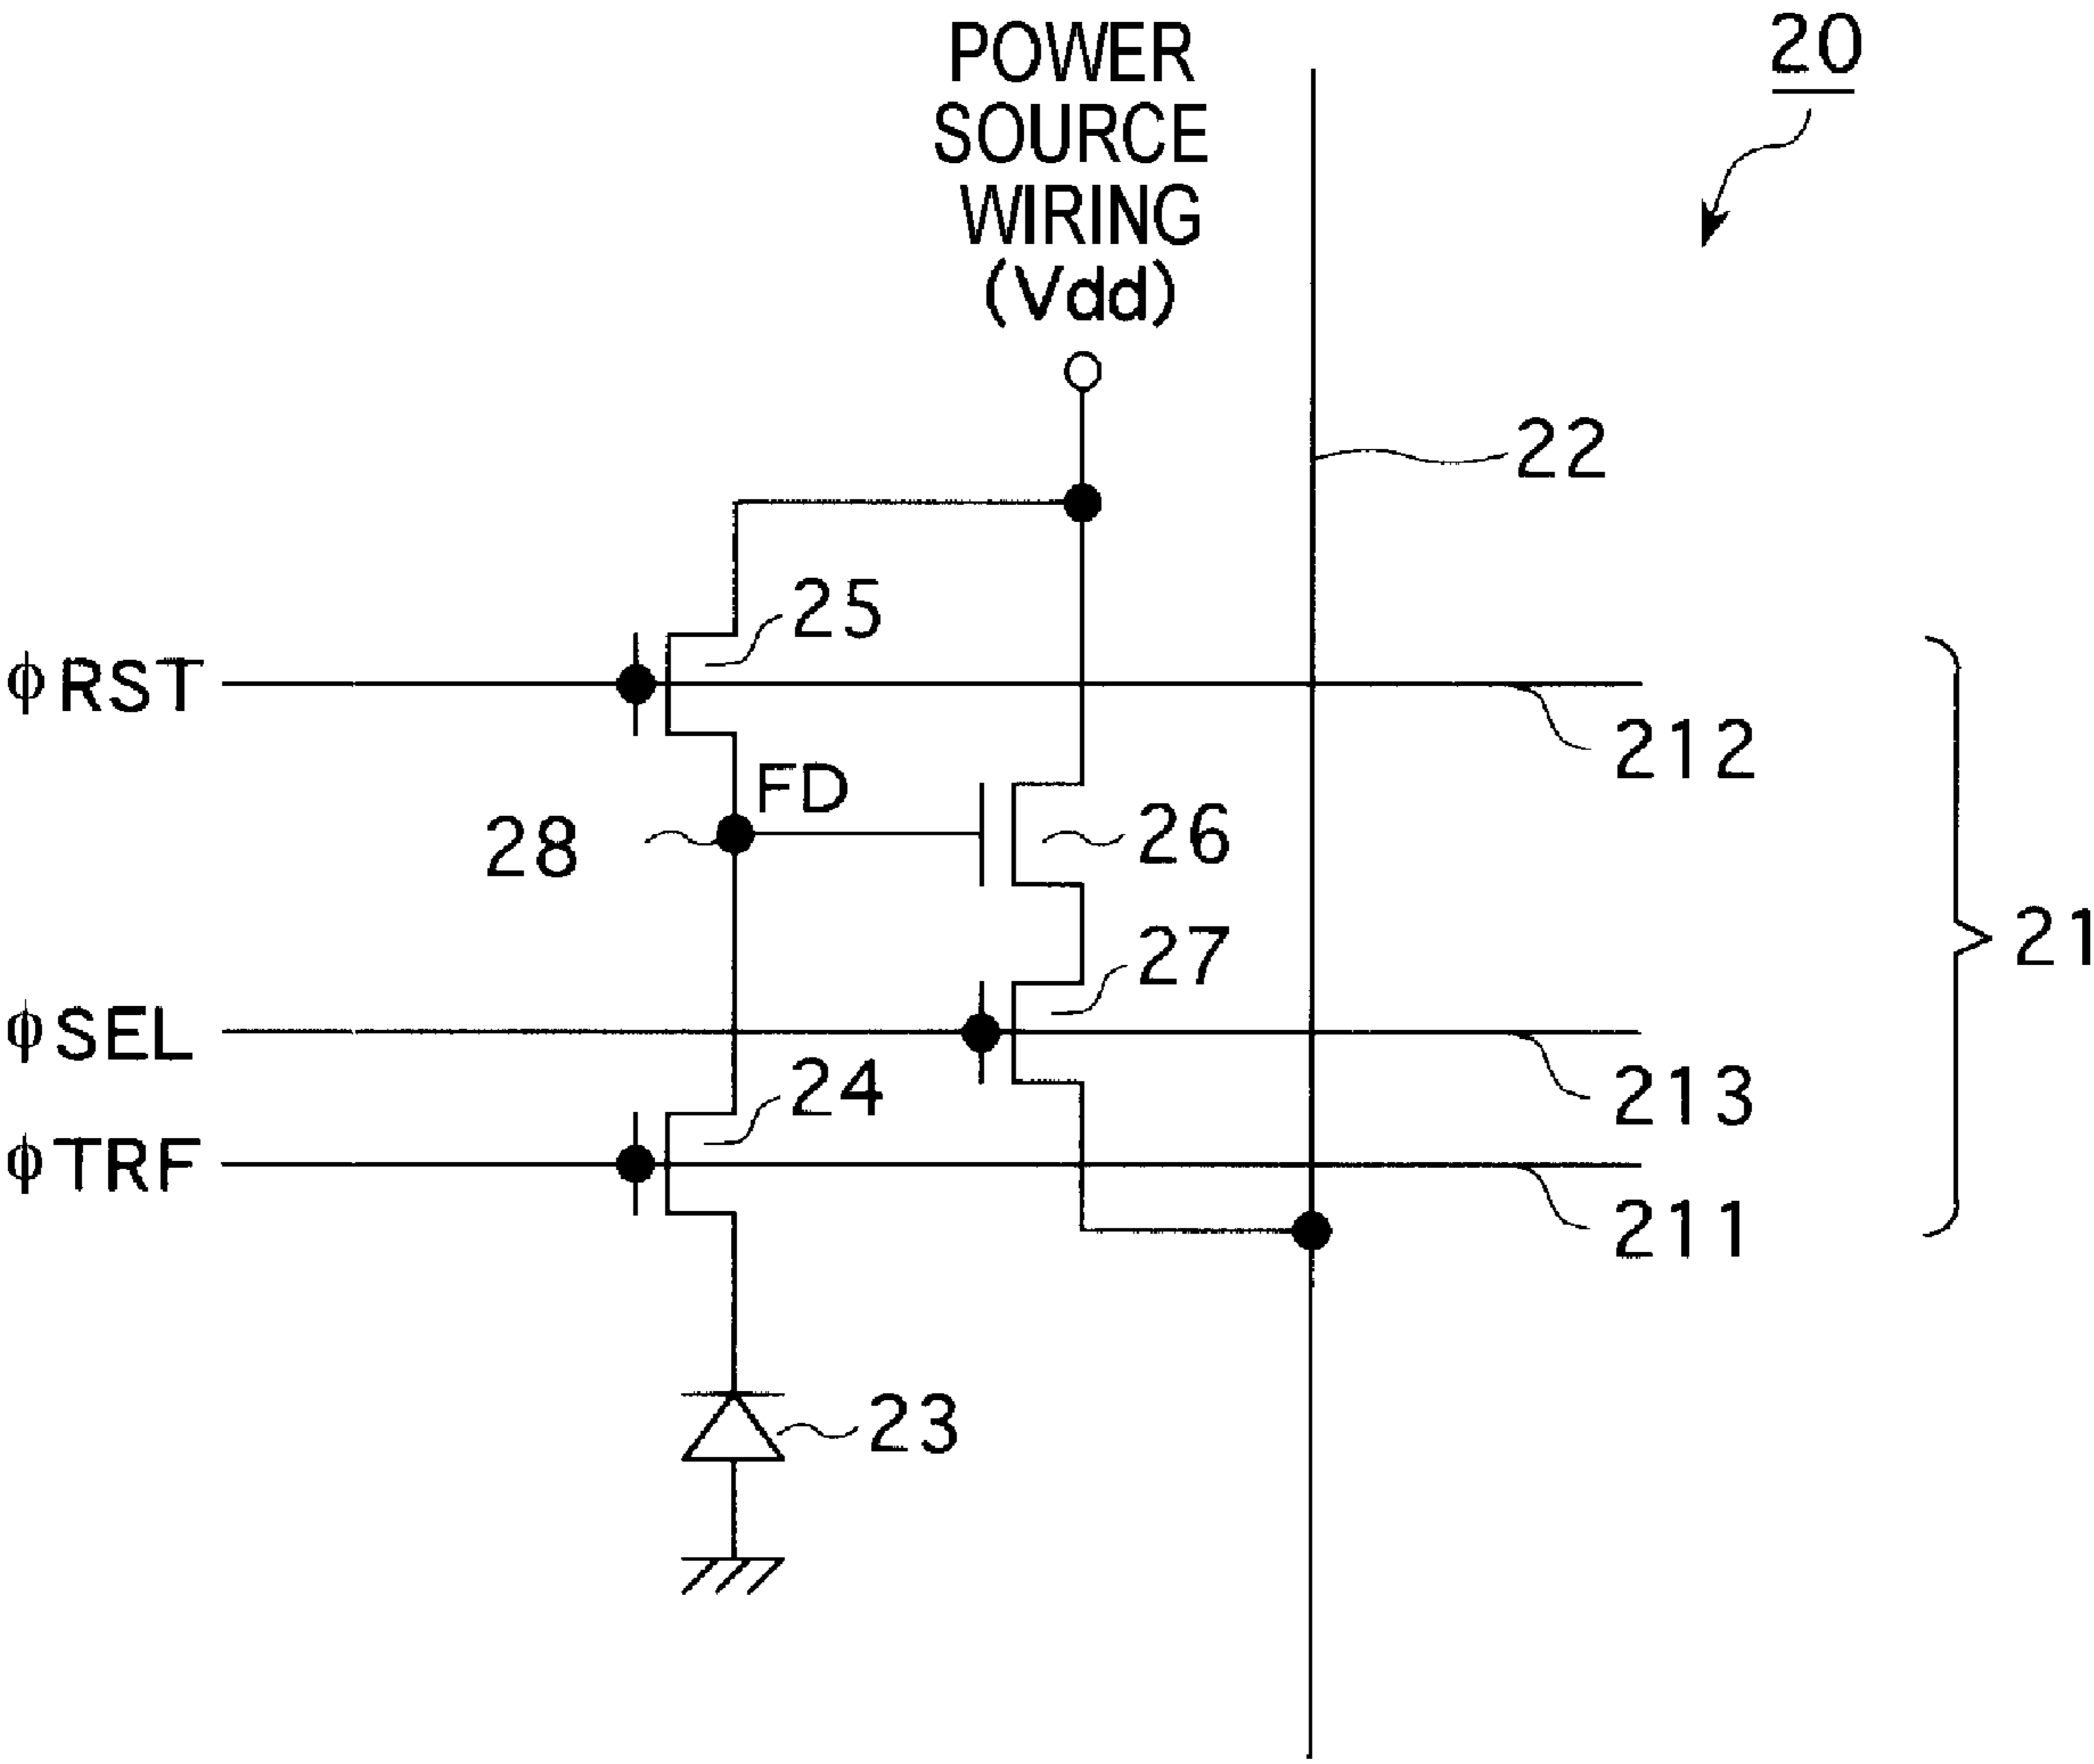 POWER
SOURCE
WIRING
(Vdd)
20
22
25
φRST
212
FD
28
26
21
27
φSEL
213
24
φTRF
211
23